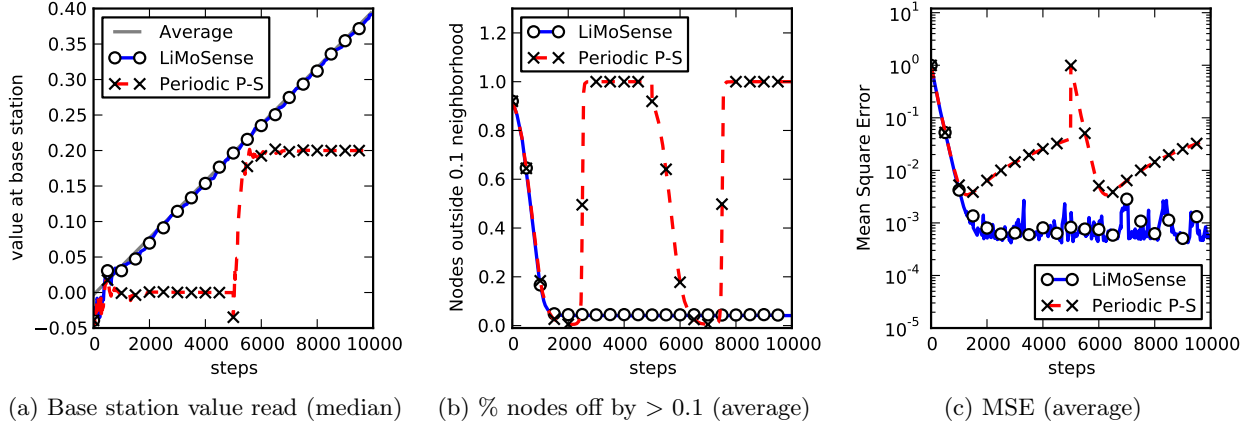 0.40
0.35
0.30
0.25
0.20
0.15
0.10
0.05
0.00
−0.05
value at base station
Average
LiMoSense
Periodic P-S
0 2000 4000 6000 8000 10000
steps
(a) Base station value read (median)
1.2
1.0
0.8
0.6
0.4
0.2
0.0
Nodes outside 0.1 neighborhood
LiMoSense
Periodic P-S
0 2000 4000 6000 8000 10000
steps
(b) % nodes off by > 0.1 (average)
10^1
10^0
10^-1
10^-2
10^-3
10^-4
10^-5
Mean Square Error
LiMoSense
Periodic P-S
0 2000 4000 6000 8000 10000
steps
(c) MSE (average)